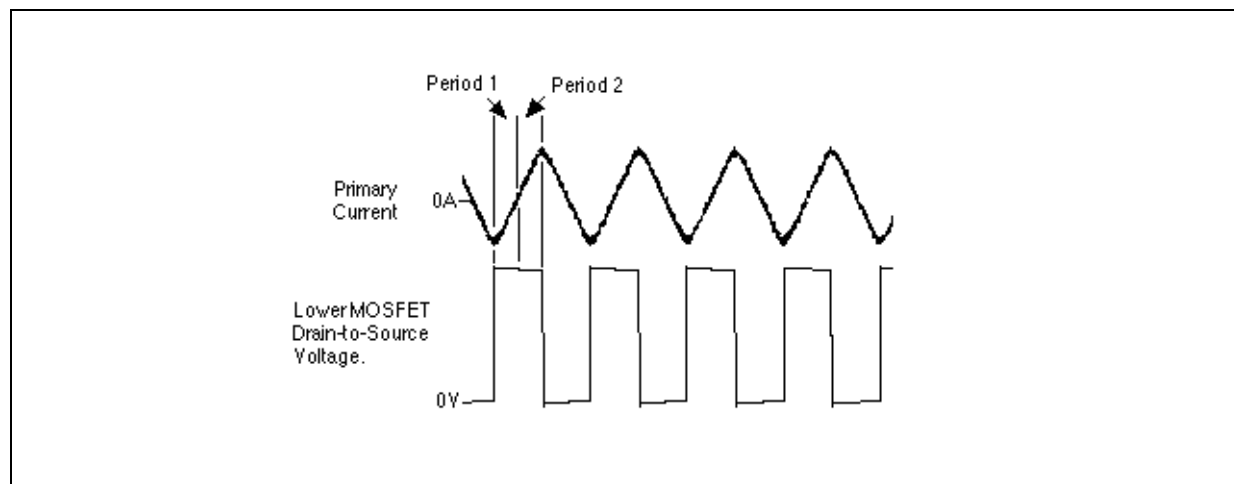 Period 1
Period 2
Primary
Current
0A
Lower MOSFET
Drain-to-Source
Voltage.
0V